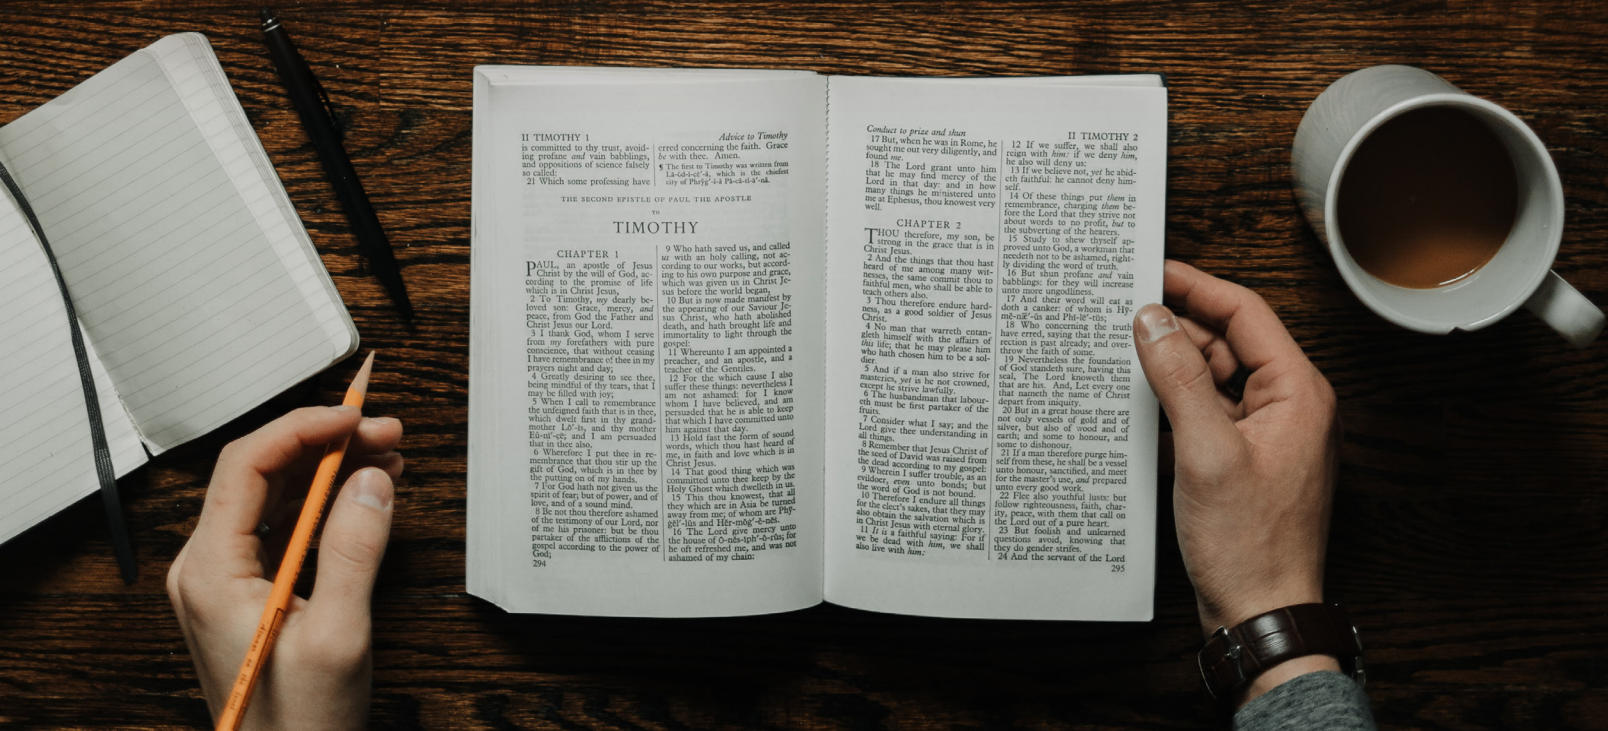 II TIMOTHY 1
Advice to Timothy
is committed to thy trust, avoid-
ing profane and vain babblings,
and oppositions of science falsely
so called:
21 Which some professing have
erred concerning the faith. Grace
be with thee. Amen.
¶ The first to Timothy was written from
Lā-ŏd-ĭ-cē'-ȧ, which is the chiefest
city of Phrўg'-ĭ-ȧ Pȧ-cȧ-tĭ-ā'-nȧ.
THE SECOND EPISTLE OF PAUL THE APOSTLE
TO
TIMOTHY
CHAPTER 1
PAUL, an apostle of Jesus
Christ by the will of God, ac-
cording to the promise of life
which is in Christ Jesus,
2 To Timothy, my dearly be-
loved son: Grace, mercy, and
peace, from God the Father and
Christ Jesus our Lord.
3 I thank God, whom I serve
from my forefathers with pure
conscience, that without ceasing
I have remembrance of thee in my
prayers night and day;
4 Greatly desiring to see thee,
being mindful of thy tears, that I
may be filled with joy;
5 When I call to remembrance
the unfeigned faith that is in thee,
which dwelt first in thy grand-
mother Lō'-ĭs, and thy mother
Eū-nī'-çē; and I am persuaded
that in thee also.
6 Wherefore I put thee in re-
membrance that thou stir up the
gift of God, which is in thee by
the putting on of my hands.
7 For God hath not given us the
spirit of fear; but of power, and of
love, and of a sound mind.
8 Be not thou therefore ashamed
of the testimony of our Lord, nor
of me his prisoner: but be thou
partaker of the afflictions of the
gospel according to the power of
God;
294
9 Who hath saved us, and called
us with an holy calling, not ac-
cording to our works, but accord-
ing to his own purpose and grace,
which was given us in Christ Je-
sus before the world began,
10 But is now made manifest by
the appearing of our Saviour Je-
sus Christ, who hath abolished
death, and hath brought life and
immortality to light through the
gospel:
11 Whereunto I am appointed a
preacher, and an apostle, and a
teacher of the Gentiles.
12 For the which cause I also
suffer these things: nevertheless I
am not ashamed: for I know
whom I have believed, and am
persuaded that he is able to keep
that which I have committed unto
him against that day.
13 Hold fast the form of sound
words, which thou hast heard of
me, in faith and love which is in
Christ Jesus.
14 That good thing which was
committed unto thee keep by the
Holy Ghost which dwelleth in us.
15 This thou knowest, that all
they which are in Asia be turned
away from me; of whom are Phў-
gĕl'-lŭs and Hĕr-mŏg'-ē-nēs.
16 The Lord give mercy unto
the house of Ŏ-nēs-ĭph'-ō-rŭs; for
he oft refreshed me, and was not
ashamed of my chain:
Conduct to prize and shun
II TIMOTHY 2
17 But, when he was in Rome, he
sought me out very diligently, and
found me.
18 The Lord grant unto him
that he may find mercy of the
Lord in that day: and in how
many things he ministered unto
me at Ephesus, thou knowest very
well.
CHAPTER 2
THOU therefore, my son, be
strong in the grace that is in
Christ Jesus.
2 And the things that thou hast
heard of me among many wit-
nesses, the same commit thou to
faithful men, who shall be able to
teach others also.
3 Thou therefore endure hard-
ness, as a good soldier of Jesus
Christ.
4 No man that warreth entan-
gleth himself with the affairs of
this life; that he may please him
who hath chosen him to be a sol-
dier.
5 And if a man also strive for
masteries, yet is he not crowned,
except he strive lawfully.
6 The husbandman that labour-
eth must be first partaker of the
fruits.
7 Consider what I say; and the
Lord give thee understanding in
all things.
8 Remember that Jesus Christ of
the seed of David was raised from
the dead according to my gospel:
9 Wherein I suffer trouble, as an
evildoer, even unto bonds; but
the word of God is not bound.
10 Therefore I endure all things
for the elect's sakes, that they may
also obtain the salvation which is
in Christ Jesus with eternal glory.
11 It is a faithful saying: For if
we be dead with him, we shall
also live with him:
12 If we suffer, we shall also
reign with him: if we deny him,
he also will deny us:
13 If we believe not, yet he abid-
eth faithful: he cannot deny him-
self.
14 Of these things put them in
remembrance, charging them be-
fore the Lord that they strive not
about words to no profit, but to
the subverting of the hearers.
15 Study to shew thyself ap-
proved unto God, a workman that
needeth not to be ashamed, right-
ly dividing the word of truth.
16 But shun profane and vain
babblings: for they will increase
unto more ungodliness.
17 And their word will eat as
doth a canker: of whom is Hȳ-
mē-næ'-ŭs and Phī-lē'-tŭs;
18 Who concerning the truth
have erred, saying that the resur-
rection is past already; and over-
throw the faith of some.
19 Nevertheless the foundation
of God standeth sure, having this
seal, The Lord knoweth them
that are his. And, Let every one
that nameth the name of Christ
depart from iniquity.
20 But in a great house there are
not only vessels of gold and of
silver, but also of wood and of
earth; and some to honour, and
some to dishonour.
21 If a man therefore purge him-
self from these, he shall be a vessel
unto honour, sanctified, and meet
for the master's use, and prepared
unto every good work.
22 Flee also youthful lusts: but
follow righteousness, faith, char-
ity, peace, with them that call on
the Lord out of a pure heart.
23 But foolish and unlearned
questions avoid, knowing that
they do gender strifes.
24 And the servant of the Lord
295